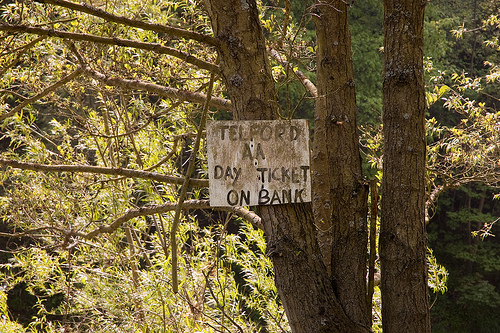 TELFORD
AA
DAY TICKET
ON BANK